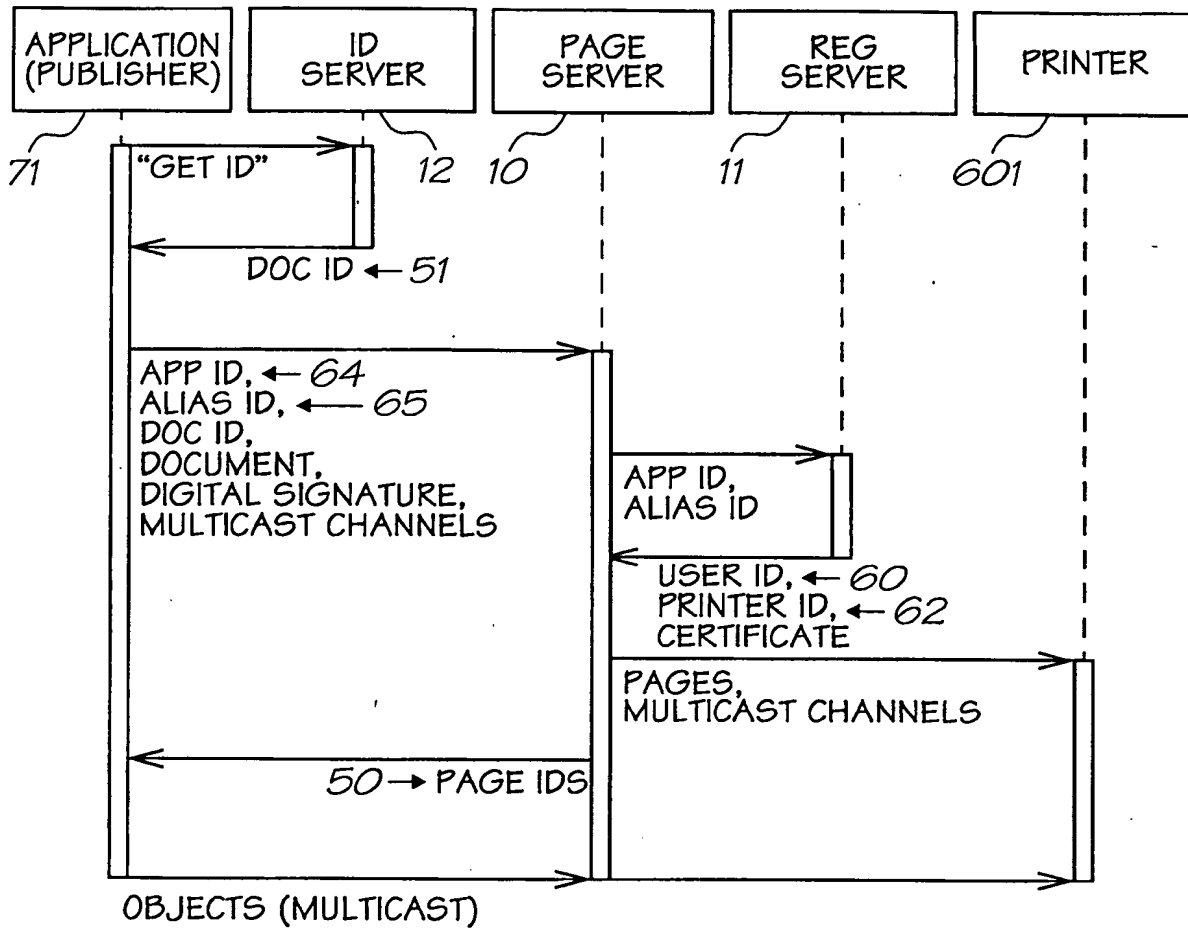 APPLICATION
(PUBLISHER)
ID
SERVER
PAGE
SERVER
REG
SERVER
PRINTER
71
12
10
11
601
"GET ID"
DOC ID ← 51
APP ID, ← 64
ALIAS ID, ← 65
DOC ID,
DOCUMENT,
DIGITAL SIGNATURE,
MULTICAST CHANNELS
APP ID,
ALIAS ID
USER ID, ← 60
PRINTER ID, ← 62
CERTIFICATE
PAGES,
MULTICAST CHANNELS
50 → PAGE IDS
OBJECTS (MULTICAST)